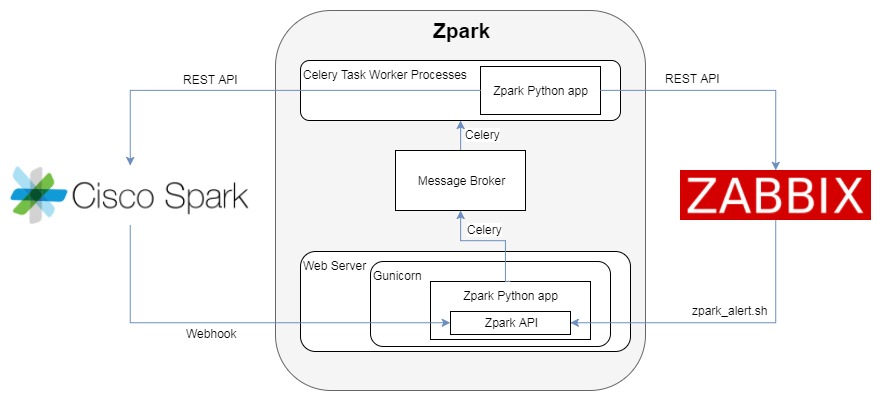 Zpark
Celery Task Worker Processes
REST API
Zpark Python app
REST API
Celery
Message Broker
Cisco Spark
ZABBIX
Celery
Web Server
Gunicorn
Zpark Python app
Zpark API
zpark_alert.sh
Webhook